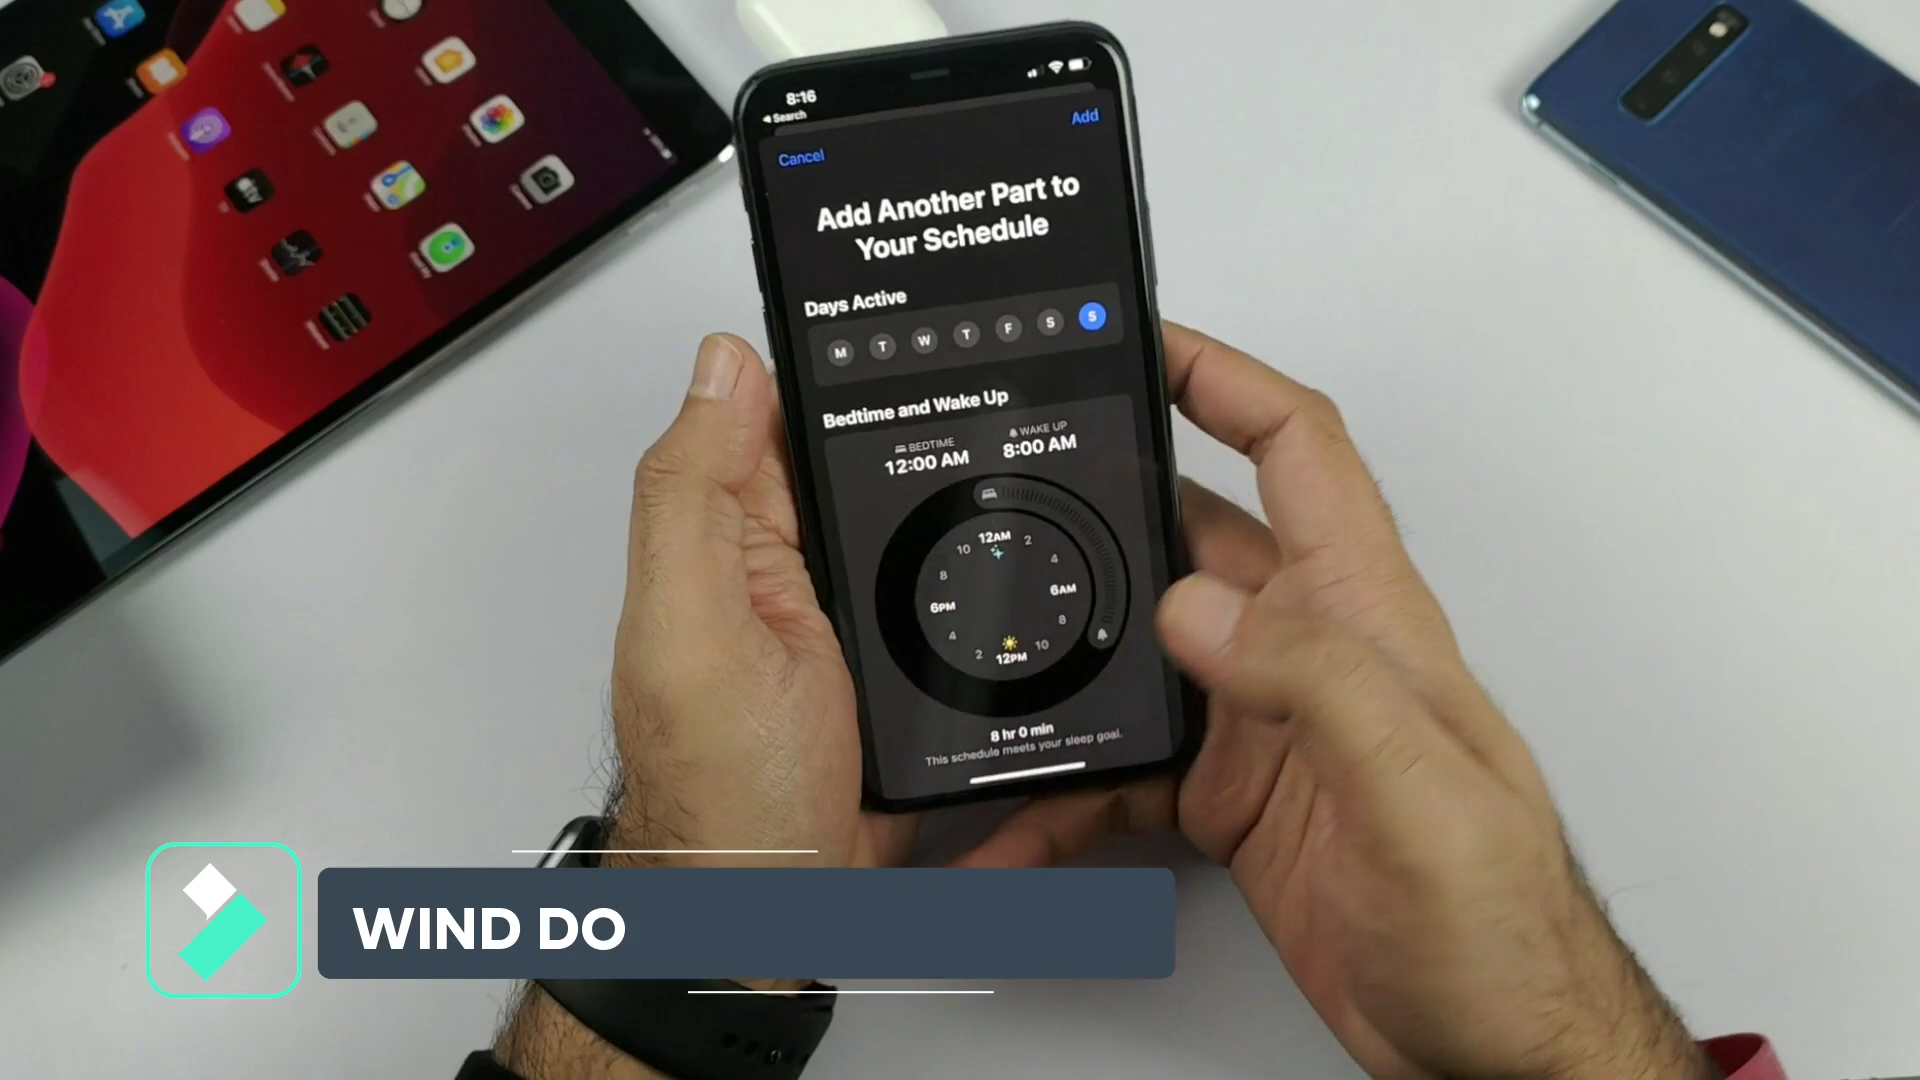 8:16
Search
Add
Cancel
Add Another Part to
Your Schedule
Days Active
M T W T F S S
Bedtime and Wake Up
BEDTIME
12:00 AM
WAKE UP
8:00 AM
12AM
2
4
6AM
8
10
12PM
2
4
6PM
8
10
8 hr 0 min
This schedule meets your sleep goal.
WIND DO